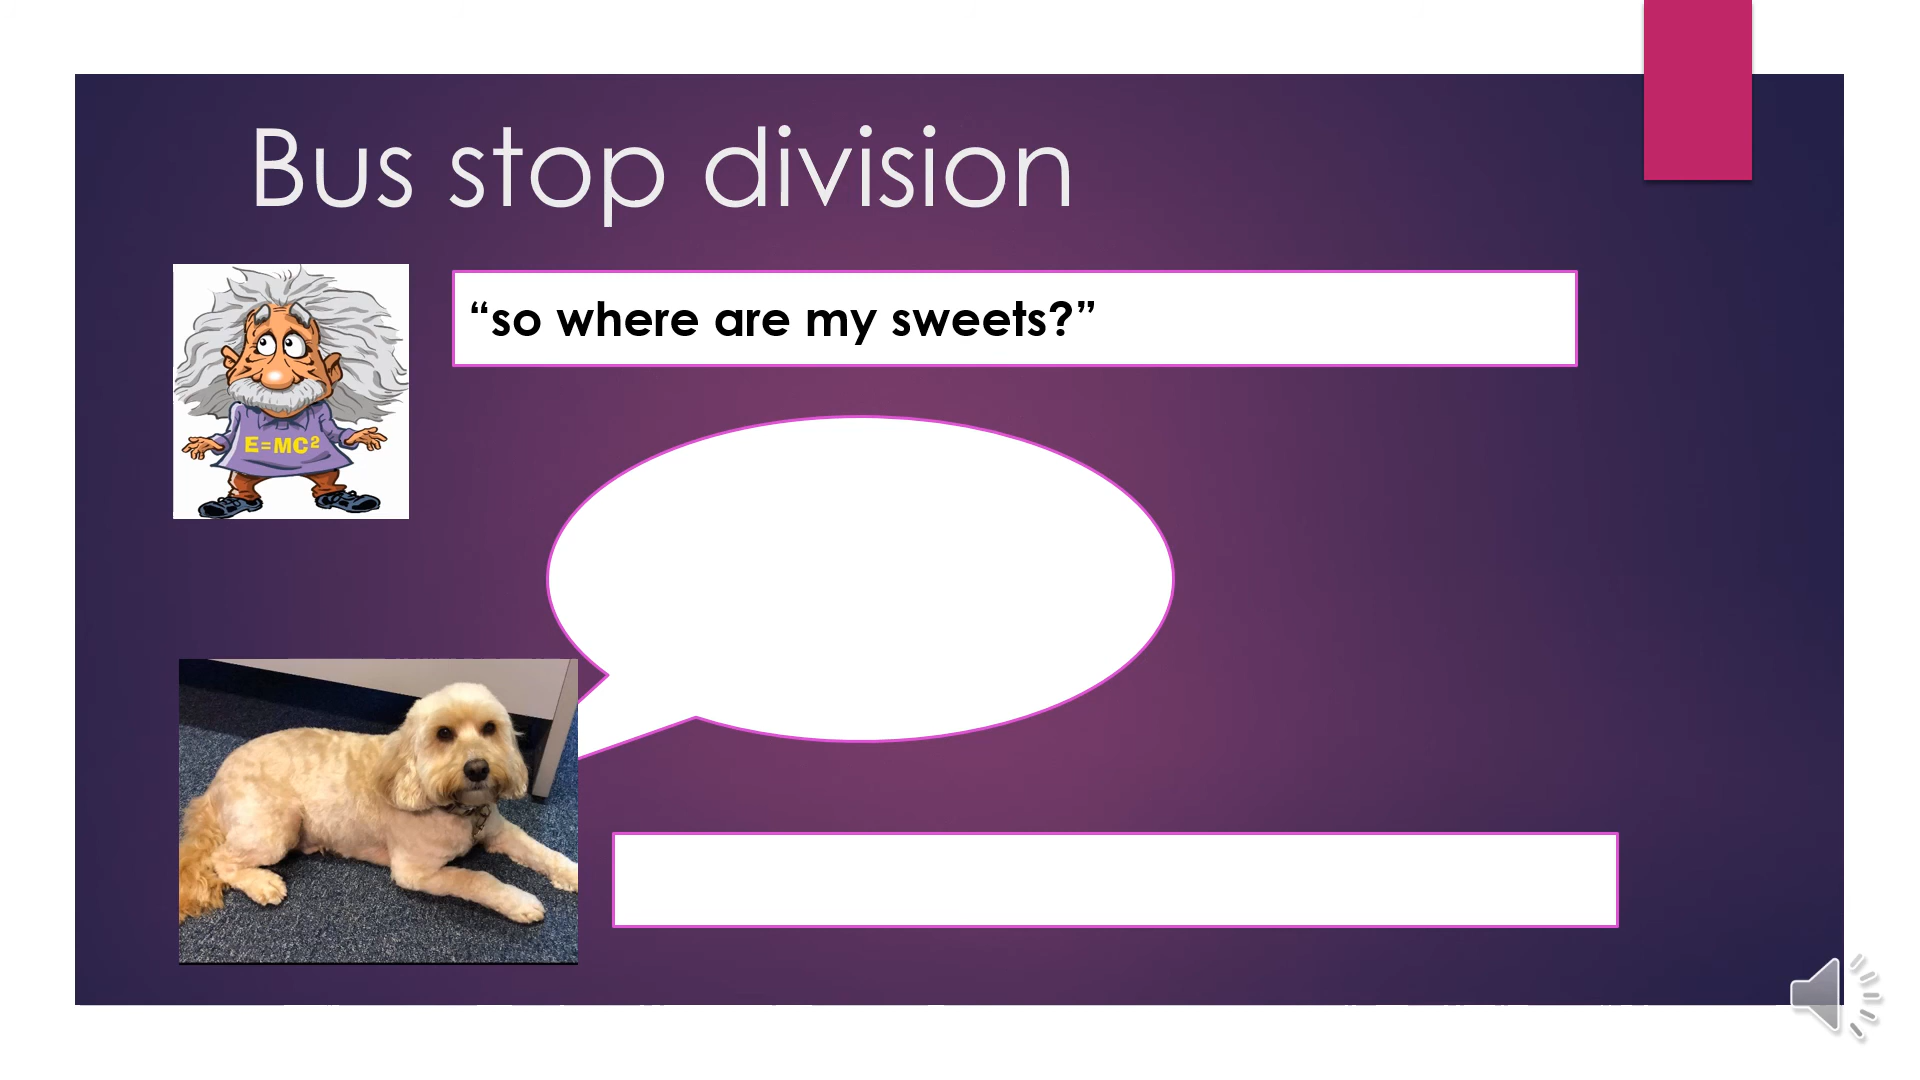 Bus stop division
“so where are my sweets?”
E=MC²